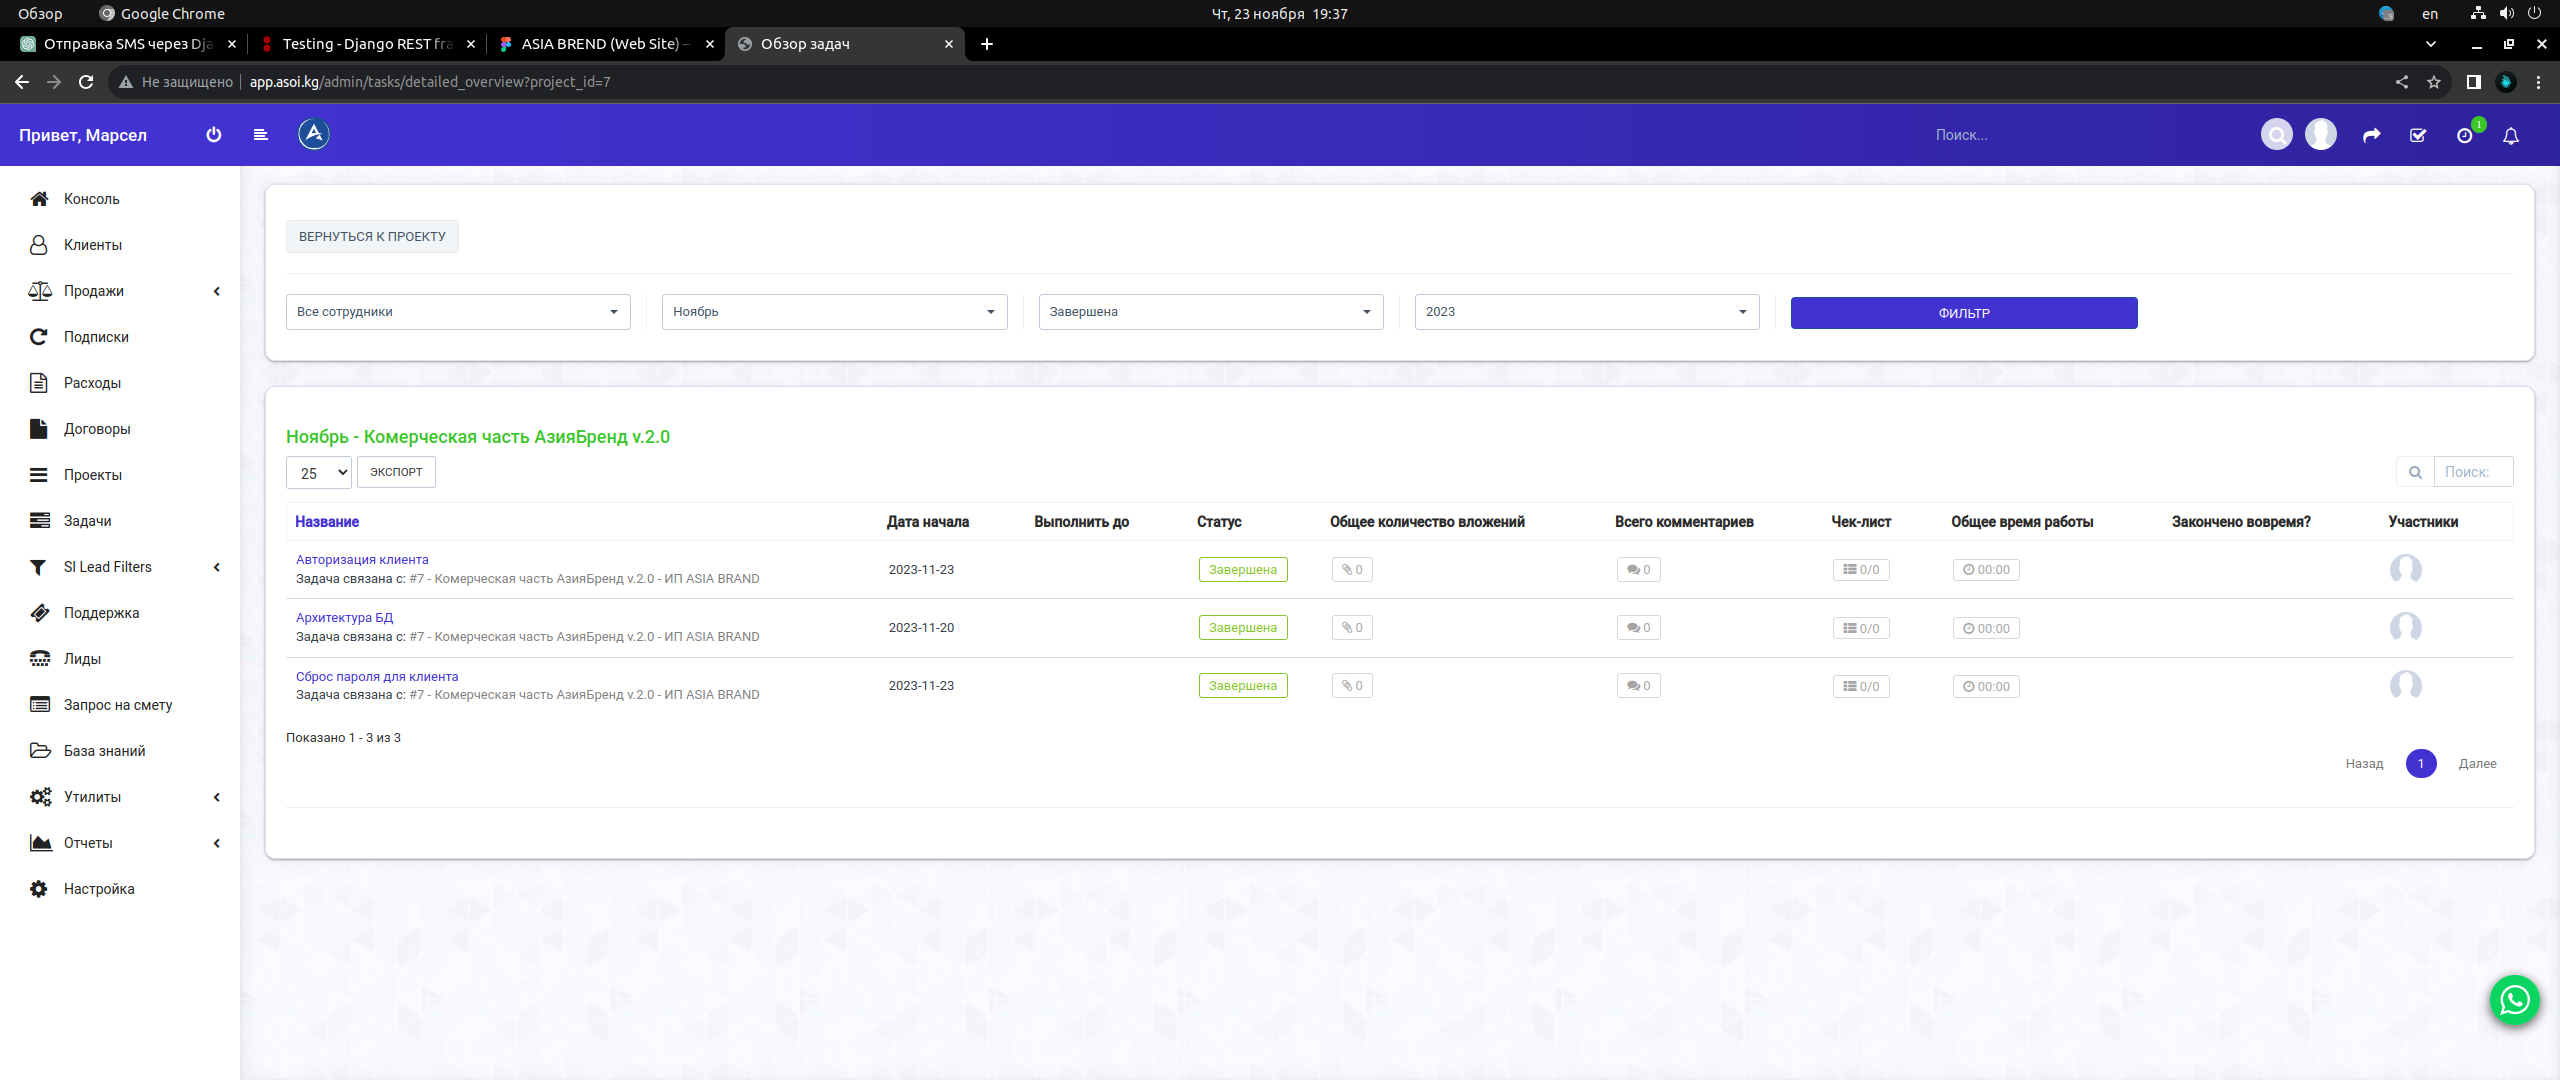 Обзор Google Chrome Чт, 23 ноября 19:37 en
Отправка SMS через Dja Testing - Django REST fra ASIA BREND (Web Site) – Обзор задач
Не защищено app.asoi.kg/admin/tasks/detailed_overview?project_id=7
Привет, Марсел Поиск... 1
Консоль
Клиенты
Продажи
Подписки
Расходы
Договоры
Проекты
Задачи
SI Lead Filters
Поддержка
Лиды
Запрос на смету
База знаний
Утилиты
Отчеты
Настройка
ВЕРНУТЬСЯ К ПРОЕКТУ
Все сотрудники Ноябрь Завершена 2023 ФИЛЬТР
Ноябрь - Комерческая часть АзияБренд v.2.0
25 ЭКСПОРТ Поиск:
Название Дата начала Выполнить до Статус Общее количество вложений Всего комментариев Чек-лист Общее время работы Закончено вовремя? Участники
Авторизация клиента
Задача связана с: #7 - Комерческая часть АзияБренд v.2.0 - ИП ASIA BRAND 2023-11-23 Завершена 0 0 0/0 00:00
Архитектура БД
Задача связана с: #7 - Комерческая часть АзияБренд v.2.0 - ИП ASIA BRAND 2023-11-20 Завершена 0 0 0/0 00:00
Сброс пароля для клиента
Задача связана с: #7 - Комерческая часть АзияБренд v.2.0 - ИП ASIA BRAND 2023-11-23 Завершена 0 0 0/0 00:00
Показано 1 - 3 из 3
Назад 1 Далее